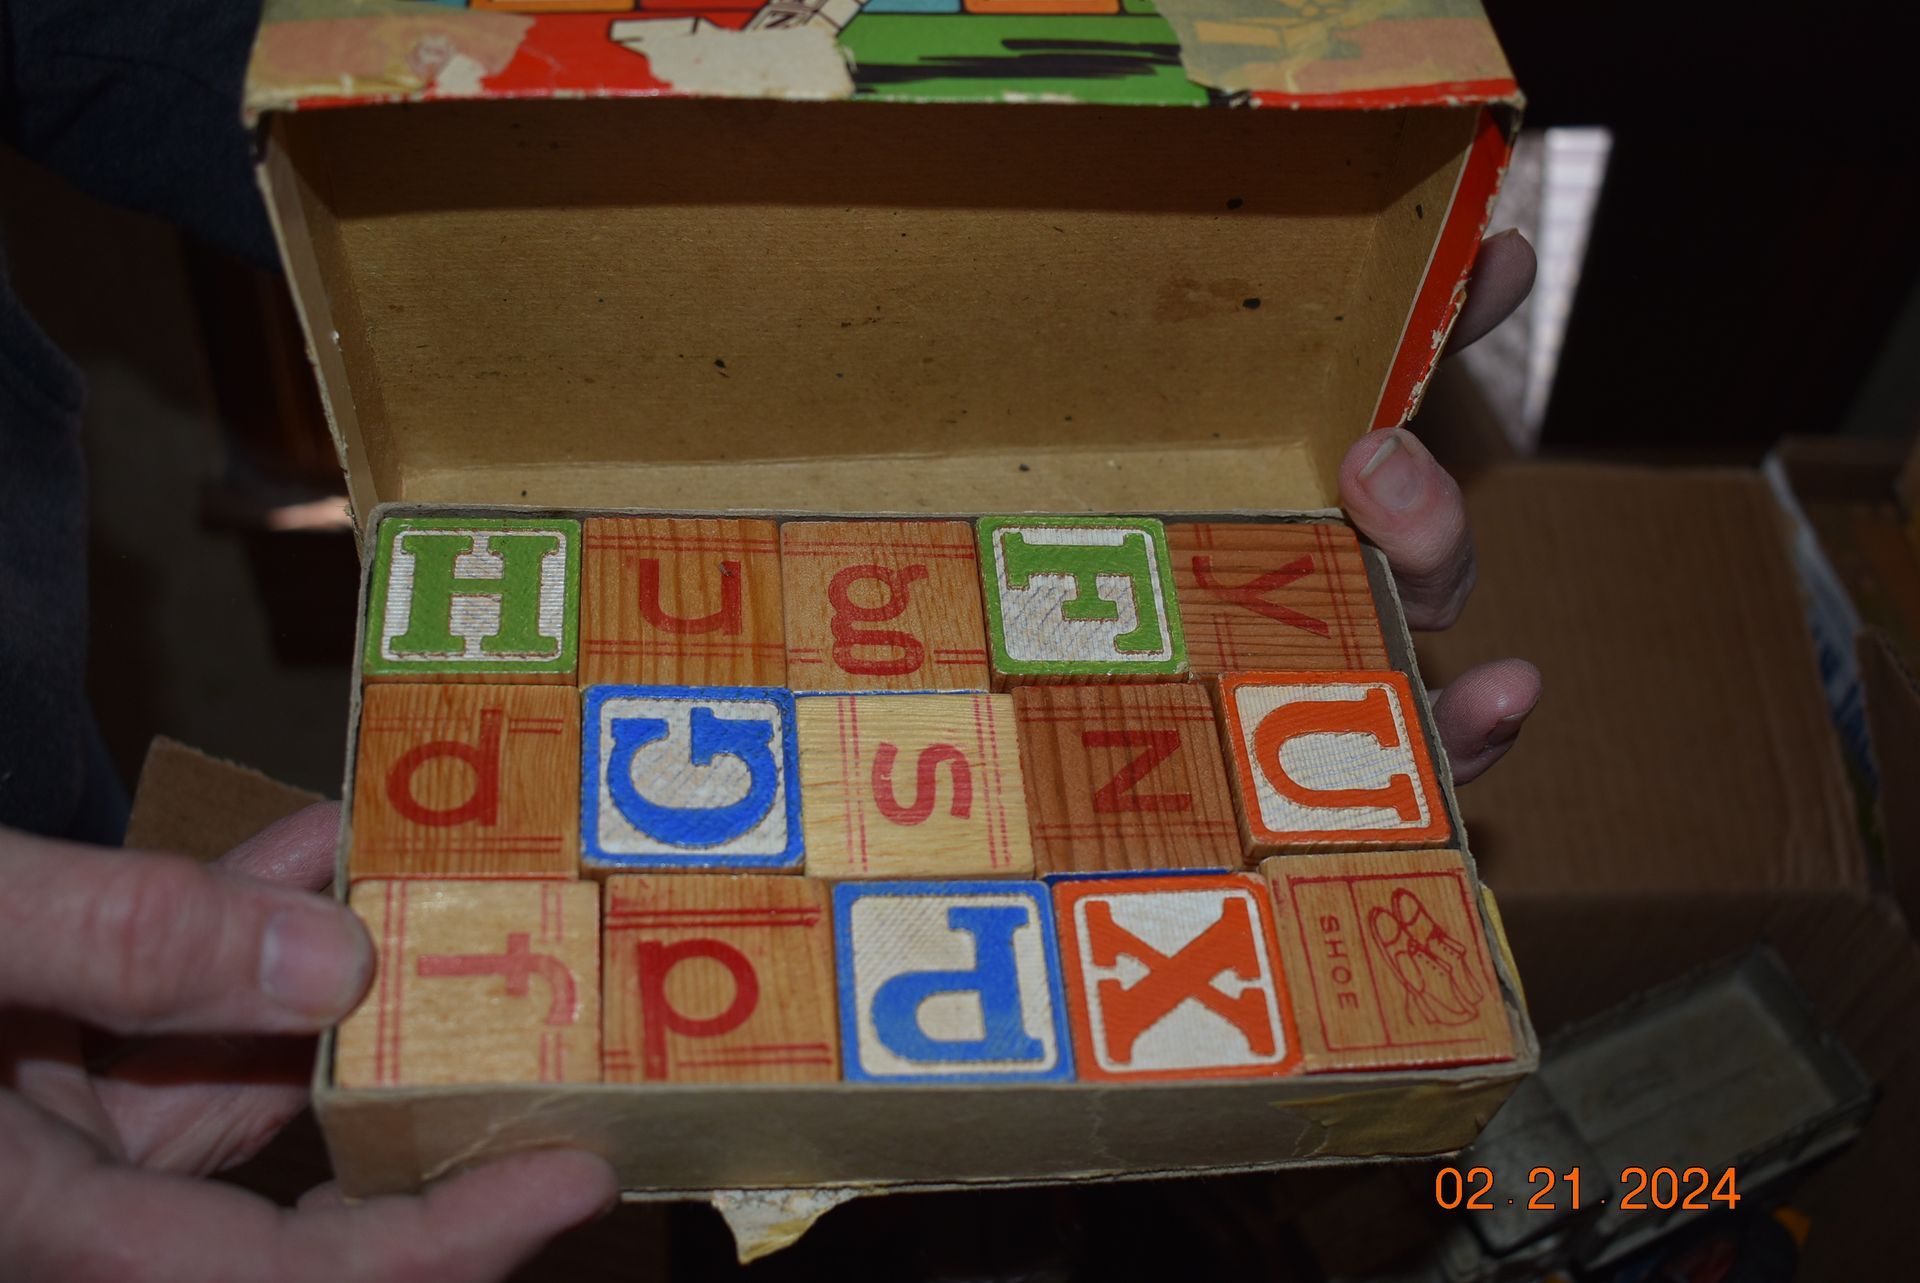 H u g F y
d G s z U
f p P X SHOE
02.21.2024